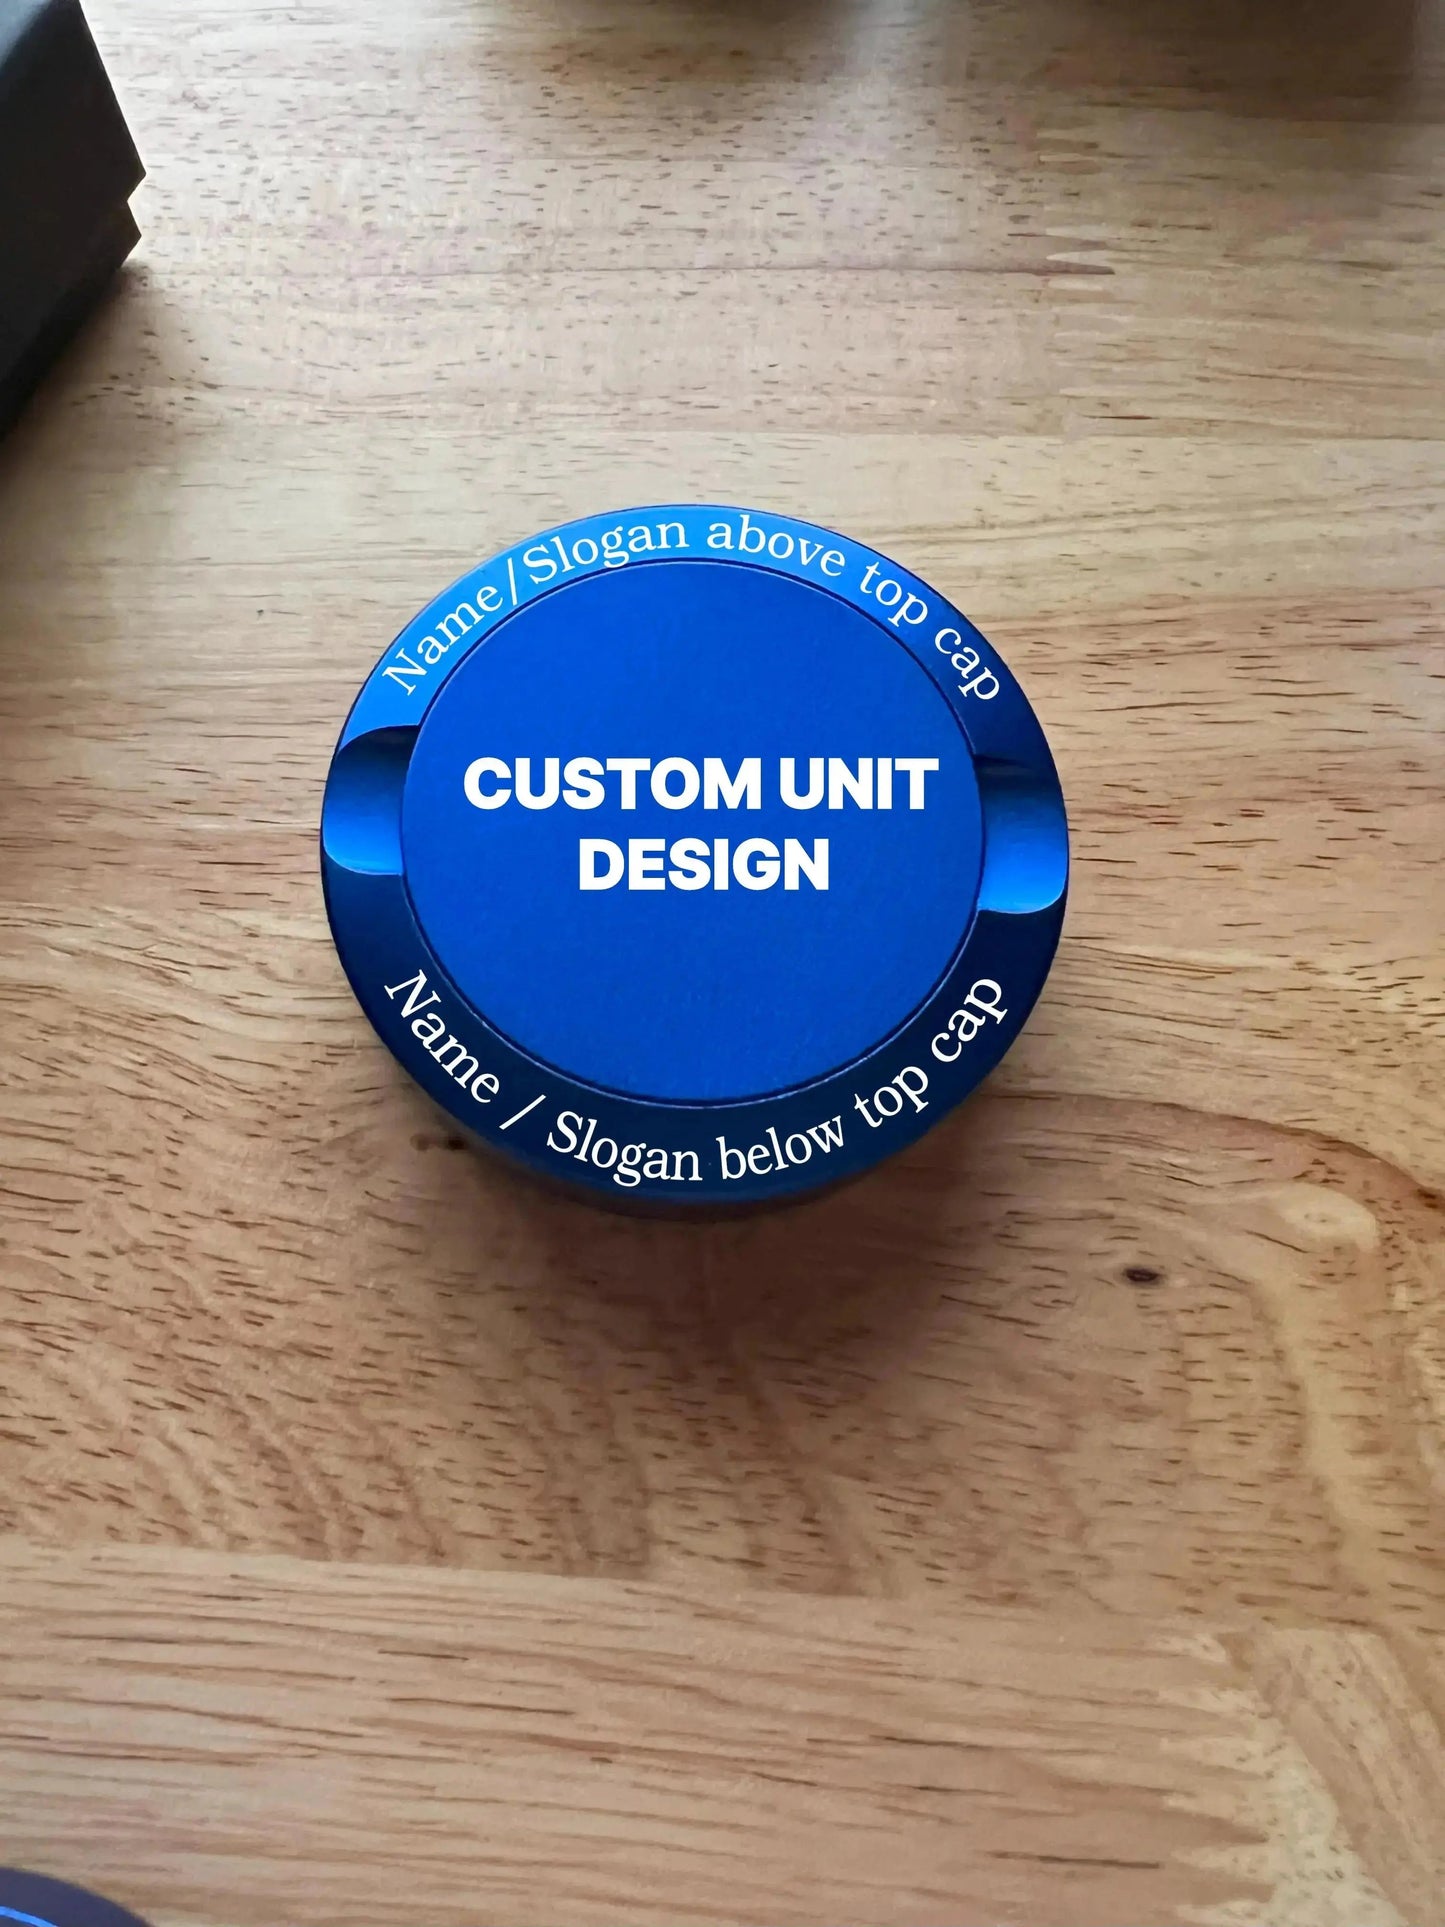 Name/Slogan above top cap
CUSTOM UNIT
DESIGN
Name / Slogan below top cap